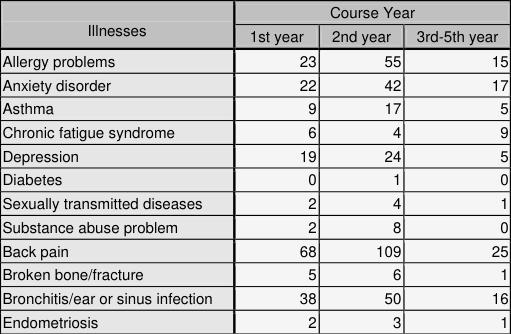 Illnesses Course Year
1st year 2nd year 3rd-5th year
Allergy problems 23 55 15
Anxiety disorder 22 42 17
Asthma 9 17 5
Chronic fatigue syndrome 6 4 9
Depression 19 24 5
Diabetes 0 1 0
Sexually transmitted diseases 2 4 1
Substance abuse problem 2 8 0
Back pain 68 109 25
Broken bone/fracture 5 6 1
Bronchitis/ear or sinus infection 38 50 16
Endometriosis 2 3 1